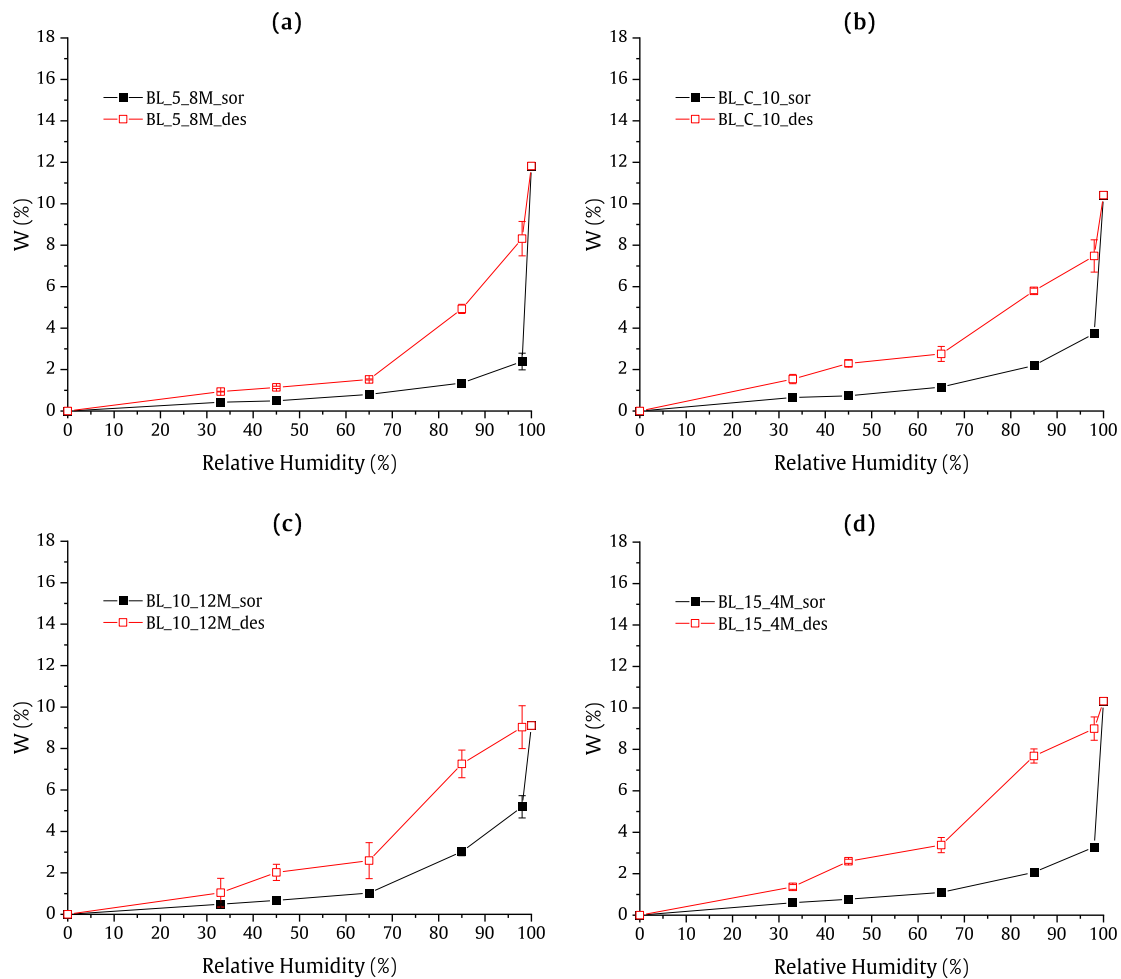 (a)
18
16
14
12
10
8
6
4
2
0
W (%)
BL_5_8M_sor
BL_5_8M_des
0 10 20 30 40 50 60 70 80 90 100
Relative Humidity (%)
(b)
18
16
14
12
10
8
6
4
2
0
W (%)
BL_C_10_sor
BL_C_10_des
0 10 20 30 40 50 60 70 80 90 100
Relative Humidity (%)
(c)
18
16
14
12
10
8
6
4
2
0
W (%)
BL_10_12M_sor
BL_10_12M_des
0 10 20 30 40 50 60 70 80 90 100
Relative Humidity (%)
(d)
18
16
14
12
10
8
6
4
2
0
W (%)
BL_15_4M_sor
BL_15_4M_des
0 10 20 30 40 50 60 70 80 90 100
Relative Humidity (%)